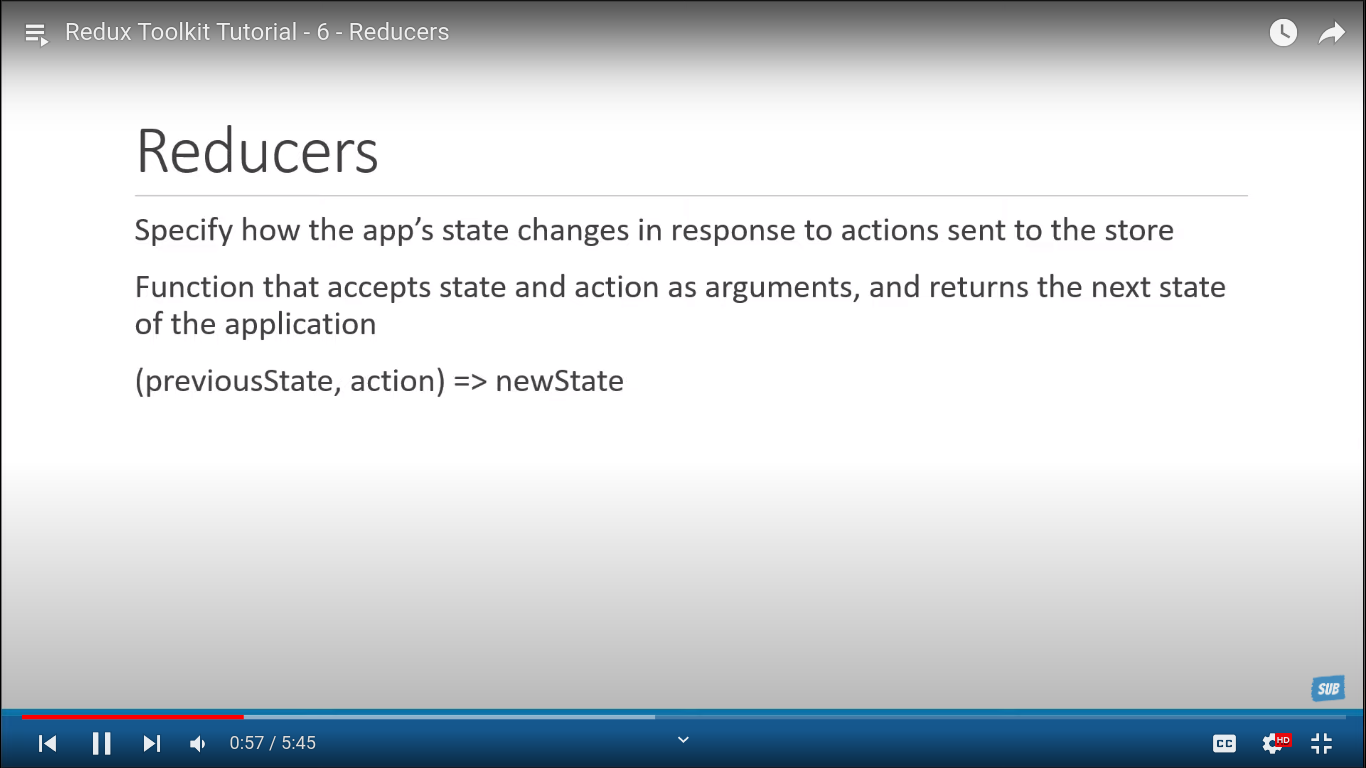 Redux Toolkit Tutorial - 6 - Reducers
Reducers
Specify how the app’s state changes in response to actions sent to the store
Function that accepts state and action as arguments, and returns the next state
of the application
(previousState, action) => newState
SUB
0:57 / 5:45
CC
HD